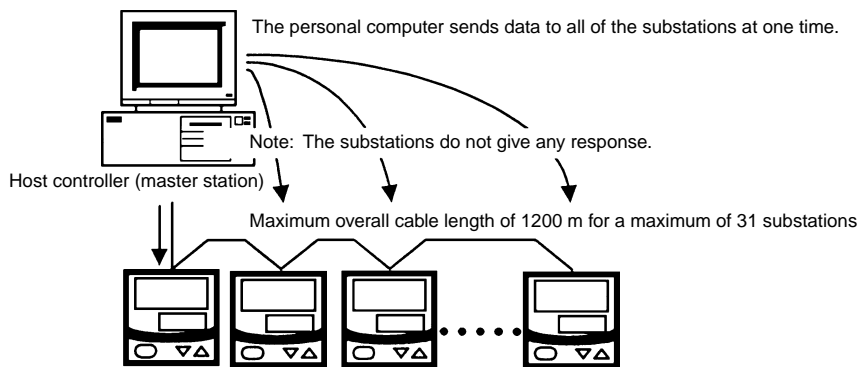 The personal computer sends data to all of the substations at one time.
Note: The substations do not give any response.
Host controller (master station)
Maximum overall cable length of 1200 m for a maximum of 31 substations